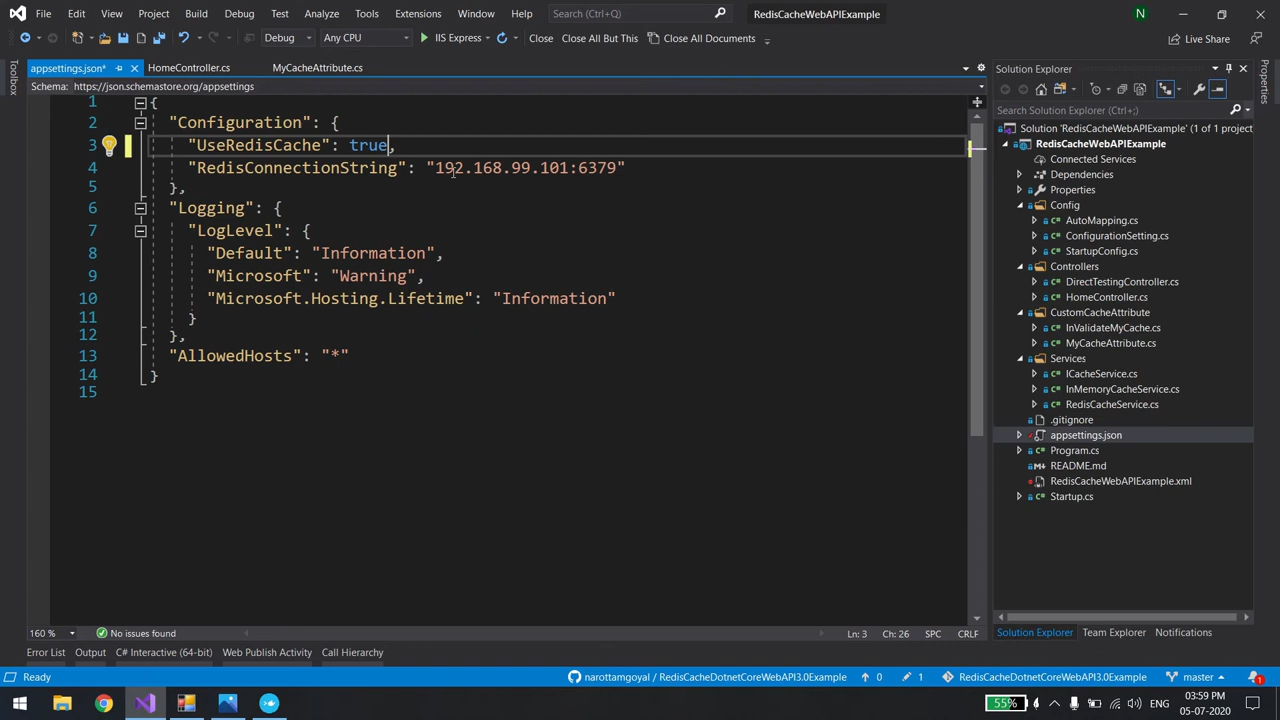 File Edit View Project Build Debug Test Analyze Tools Extensions Window Help Search (Ctrl+Q) RedisCacheWebAPIExample N
Debug Any CPU IIS Express Close Close All But This Close All Documents Live Share
Toolbox
appsettings.json* HomeController.cs MyCacheAttribute.cs
Schema: https://json.schemastore.org/appsettings
1 {
2 "Configuration": {
3 "UseRedisCache": true,
4 "RedisConnectionString": "192.168.99.101:6379"
5 },
6 "Logging": {
7 "LogLevel": {
8 "Default": "Information",
9 "Microsoft": "Warning",
10 "Microsoft.Hosting.Lifetime": "Information"
11 }
12 },
13 "AllowedHosts": "*"
14 }
15
160 % No issues found Ln: 3 Ch: 26 SPC CRLF
Solution Explorer
Search Solution Explorer (Ctrl+;)
Solution 'RedisCacheWebAPIExample' (1 of 1 project)
RedisCacheWebAPIExample
Connected Services
Dependencies
Properties
Config
AutoMapping.cs
ConfigurationSetting.cs
StartupConfig.cs
Controllers
DirectTestingController.cs
HomeController.cs
CustomCacheAttribute
InValidateMyCache.cs
MyCacheAttribute.cs
Services
ICacheService.cs
InMemoryCacheService.cs
RedisCacheService.cs
.gitignore
appsettings.json
Program.cs
README.md
RedisCacheWebAPIExample.xml
Startup.cs
Solution Explorer Team Explorer Notifications
Properties
Error List Output C# Interactive (64-bit) Web Publish Activity Call Hierarchy
Ready narottamgoyal / RedisCacheDotnetCoreWebAPI3.0Example 0 1 RedisCacheDotnetCoreWebAPI3.0Example master 1
55% ENG 03:59 PM
05-07-2020